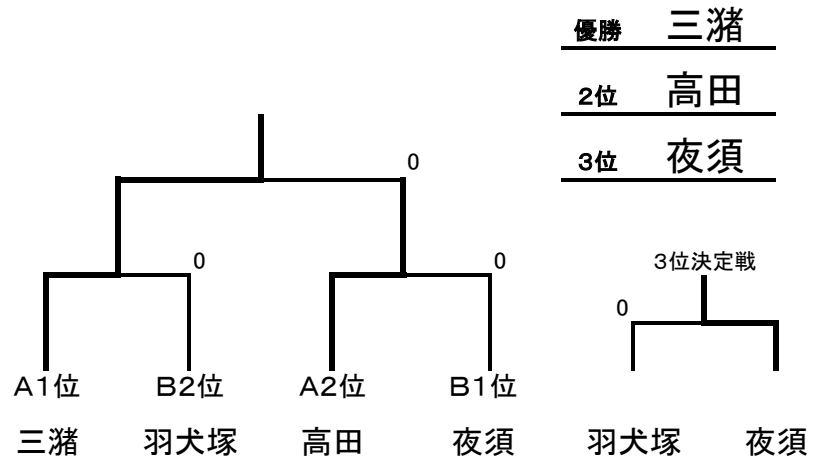 優勝 三潴
2位 高田
3位 夜須
0
0 0
3位決定戦
0
A1位 B2位 A2位 B1位
三潴 羽犬塚 高田 夜須 羽犬塚 夜須